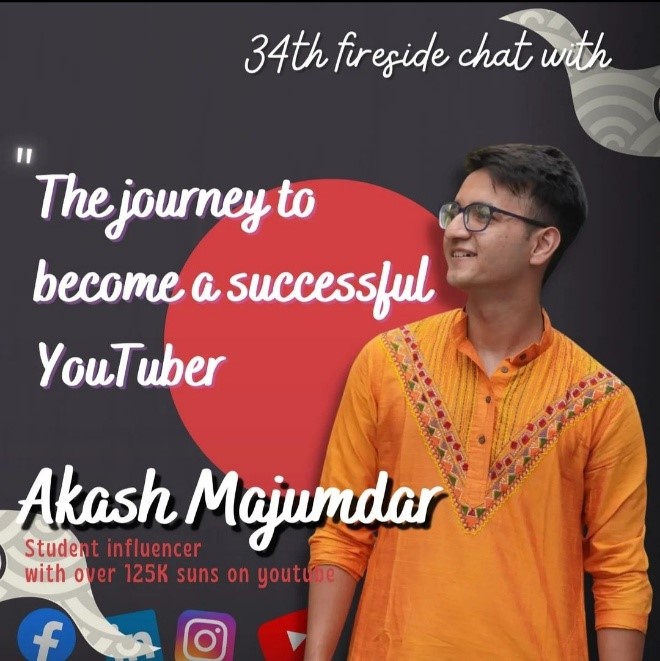 34th fireside chat with
"
The journey to
become a successful
YouTuber
Akash Majumdar
Student influencer
with over 125K suns on youtube
f
in